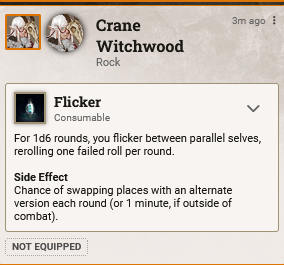 Crane
3m ago
Witchwood
Rock
Flicker
Consumable
For 1d6 rounds, you flicker between parallel selves,
rerolling one failed roll per round.
Side Effect
Chance of swapping places with an alternate
version each round (or 1 minute, if outside of
combat).
NOT EQUIPPED